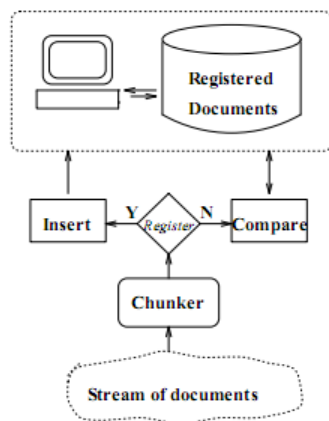 Registered
Documents
Insert
Y
Register
N
Compare
Chunker
Stream of documents